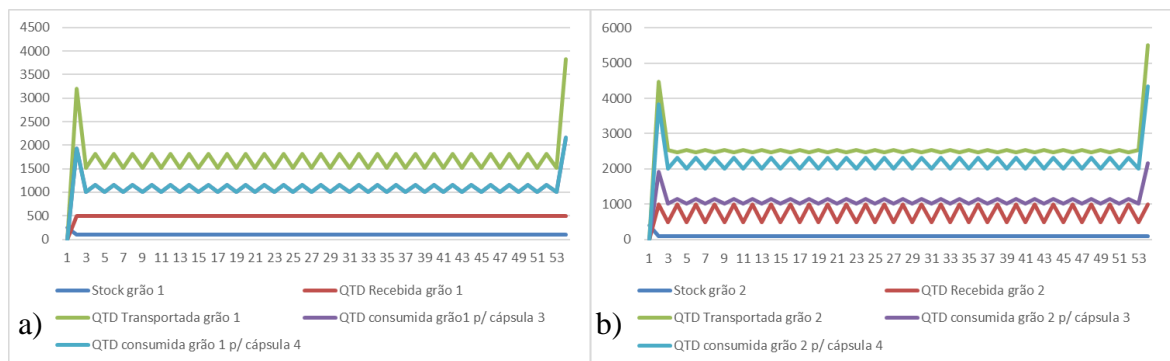 4500
4000
3500
3000
2500
2000
1500
1000
500
0
1 3 5 7 9 11 13 15 17 19 21 23 25 27 29 31 33 35 37 39 41 43 45 47 49 51 53
Stock grão 1 QTD Recebida grão 1
QTD Transportada grão 1 QTD consumida grão1 p/ cápsula 3
QTD consumida grão 1 p/ cápsula 4
a)
6000
5000
4000
3000
2000
1000
0
1 3 5 7 9 11 13 15 17 19 21 23 25 27 29 31 33 35 37 39 41 43 45 47 49 51 53
Stock grão 2 QTD Recebida grão 2
QTD Transportada grão 2 QTD consumida grão 2 p/ cápsula 3
QTD consumida grão 2 p/ cápsula 4
b)